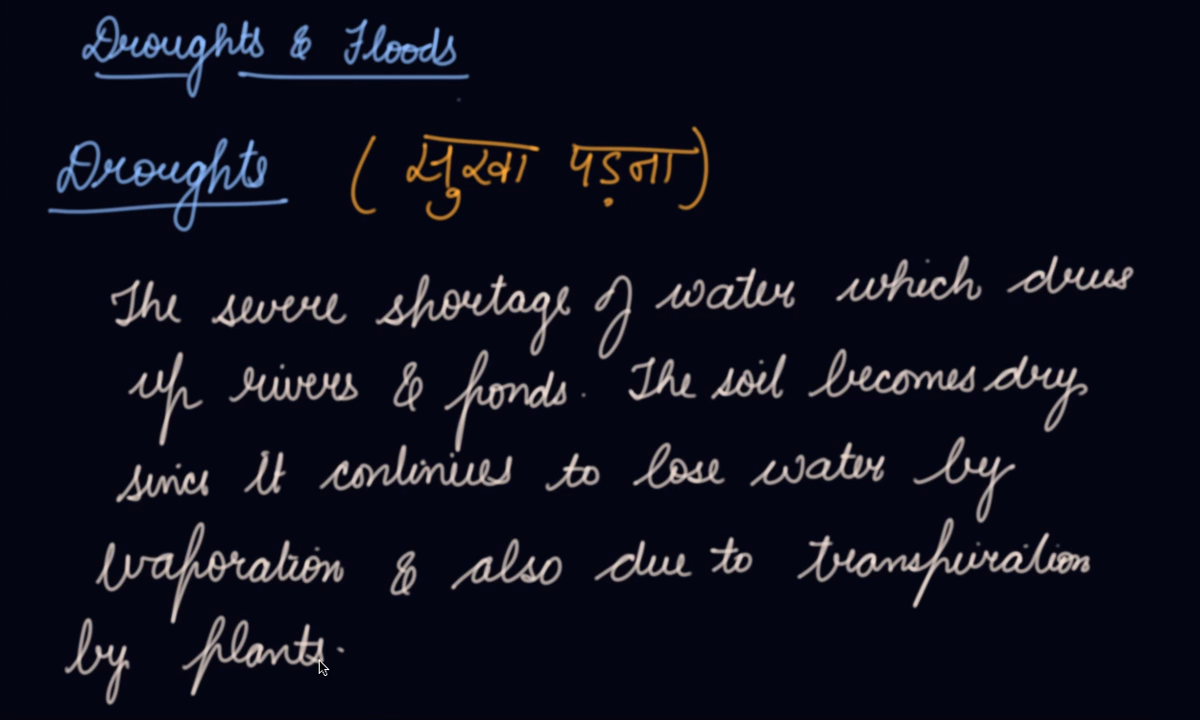 Droughts & Floods
Droughts (सुखा पड़ना)
The severe shortage of water which dries
up rivers & ponds. The soil becomes dry
since it continues to lose water by
evaporation & also due to transpiration
by plants.